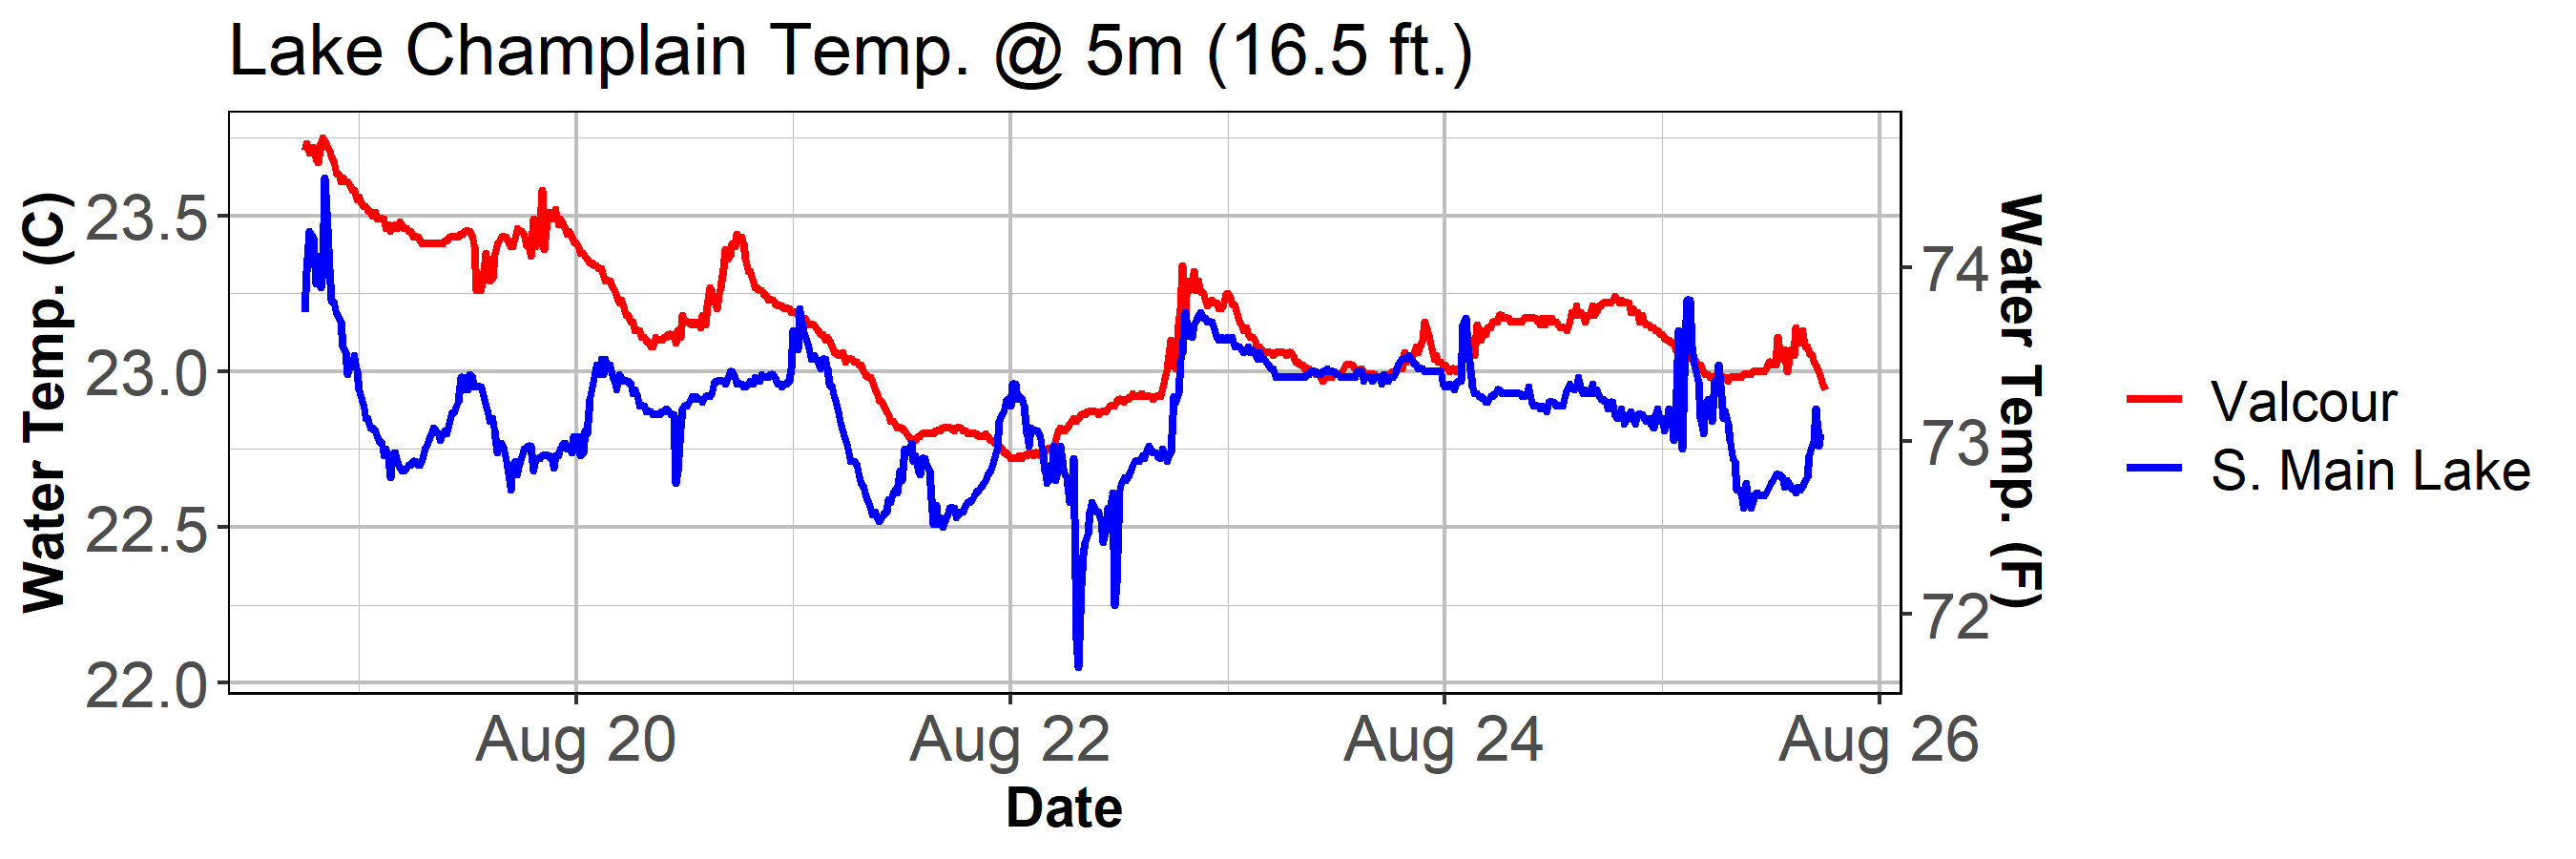 Lake Champlain Temp. @ 5m (16.5 ft.)
Water Temp. (C)
23.5
23.0
22.5
22.0
Water Temp. (F)
74
73
72
Aug 20
Aug 22
Aug 24
Aug 26
Date
Valcour
S. Main Lake